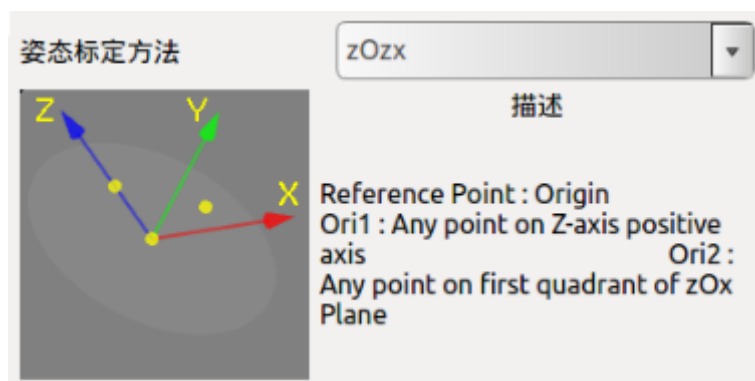 姿态标定方法
zOzx
描述
Z
Y
X
Reference Point : Origin
Ori1 : Any point on Z-axis positive
axis Ori2 :
Any point on first quadrant of zOx
Plane